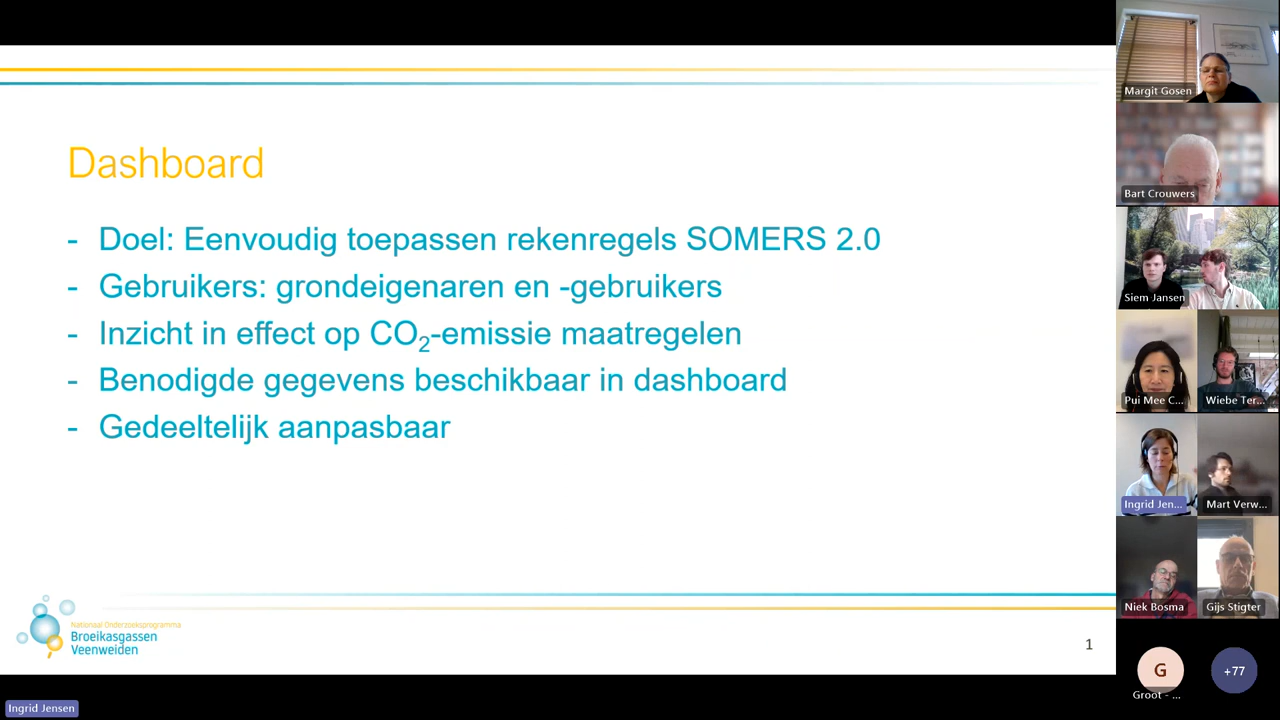 Dashboard
- Doel: Eenvoudig toepassen rekenregels SOMERS 2.0
- Gebruikers: grondeigenaren en -gebruikers
- Inzicht in effect op CO₂-emissie maatregelen
- Benodigde gegevens beschikbaar in dashboard
- Gedeeltelijk aanpasbaar
Nationaal Onderzoeksprogramma
Broeikasgassen
Veenweiden
1
Ingrid Jensen
Margit Gosen
Bart Crouwers
Siem Jansen
Pui Mee C...
Wiebe Ter...
Ingrid Jen...
Mart Verw...
Niek Bosma
Gijs Stigter
G
Groot - ...
+77